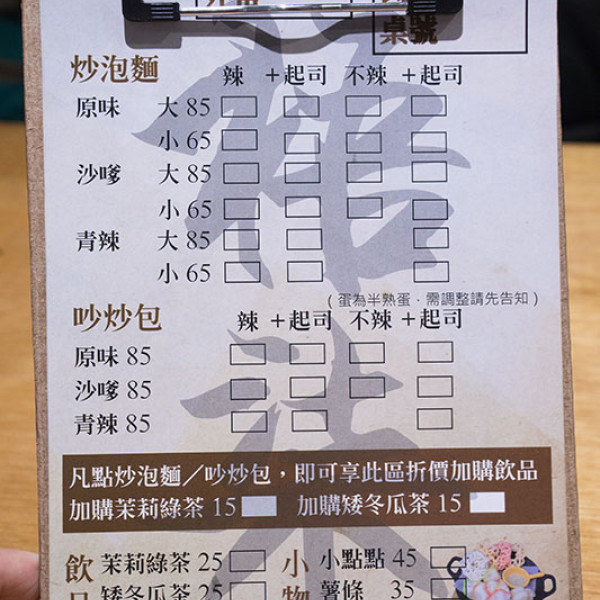 桌號
炒泡麵 辣 +起司 不辣 +起司
原味 大 85
小 65
沙嗲 大 85
小 65
青辣 大 85
小 65
(蛋為半熟蛋、需調整請先告知)
吵炒包 辣 +起司 不辣 +起司
原味 85
沙嗲 85
青辣 85
凡點炒泡麵／吵炒包，即可享此區折價加購飲品
加購茉莉綠茶 15 加購矮冬瓜茶 15
飲品 茉莉綠茶 25 小物 小點點 45
矮冬瓜茶 25 薯條 35